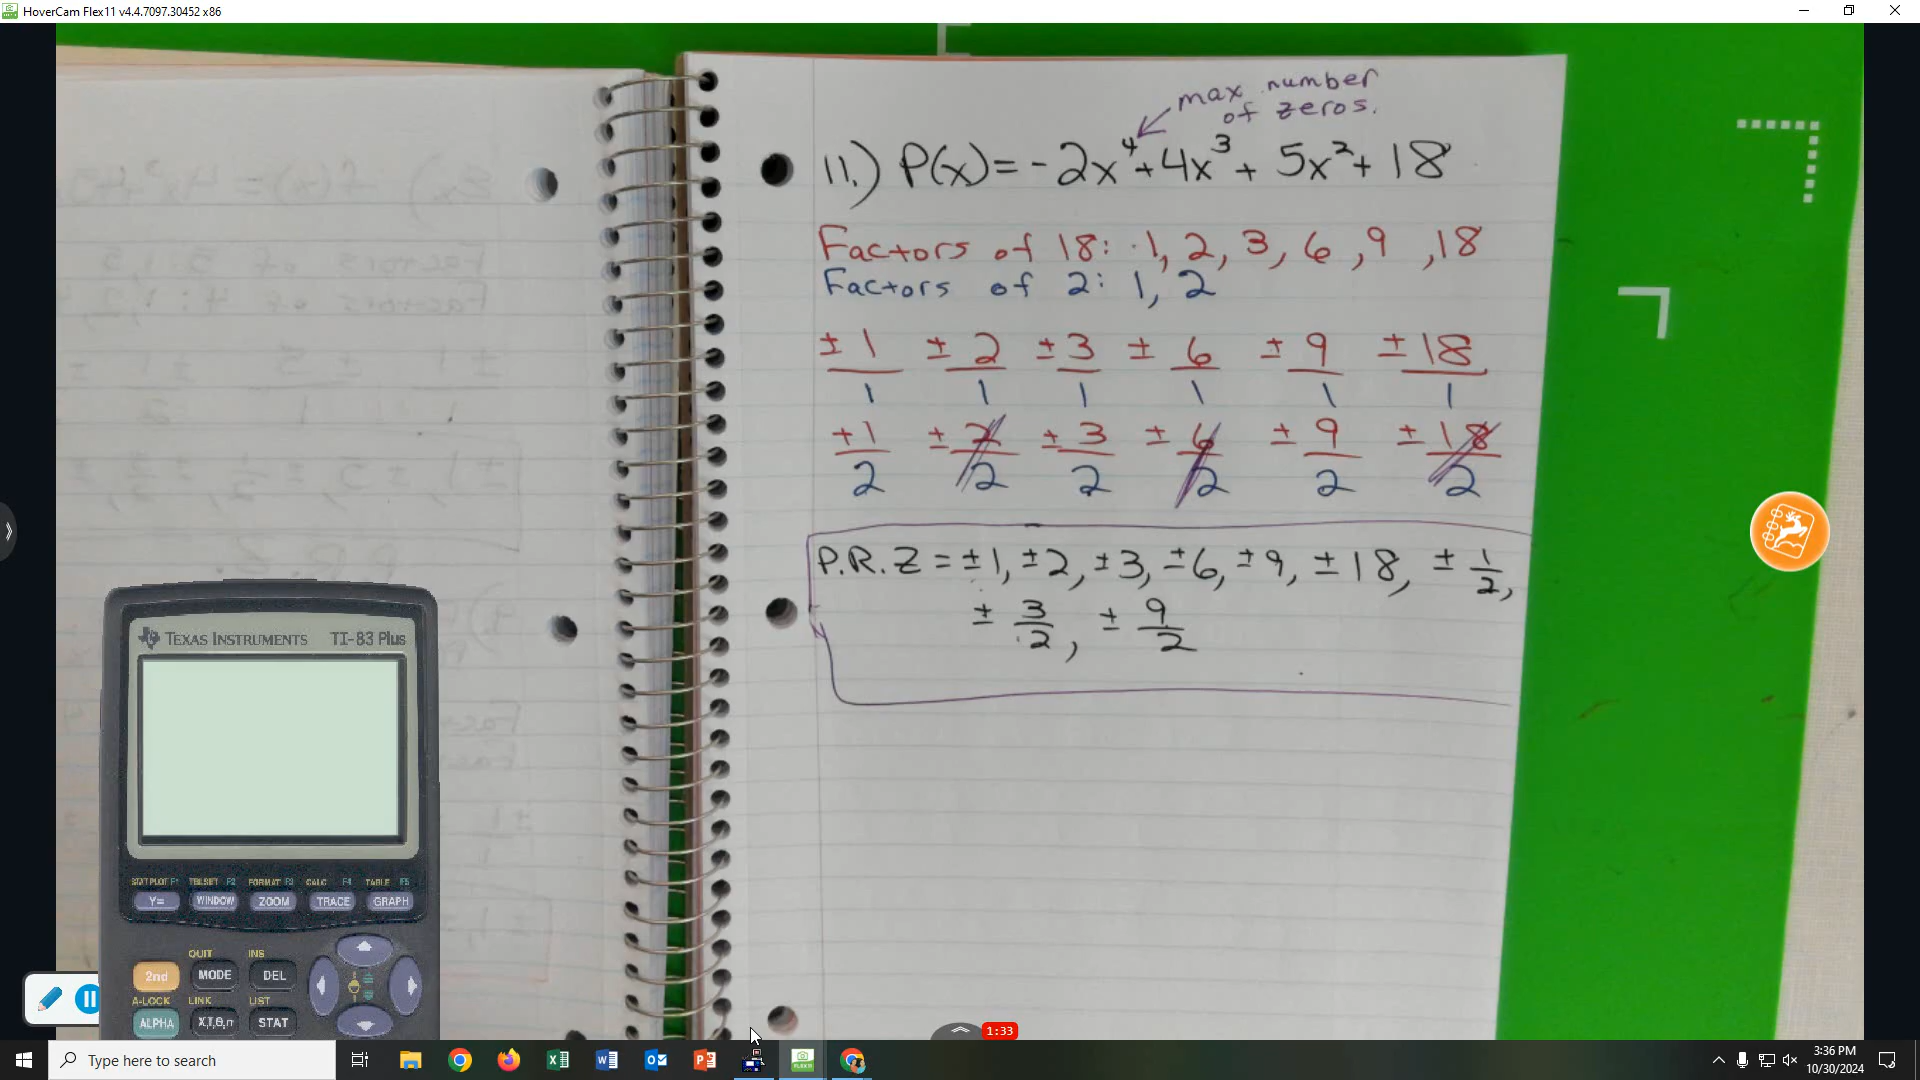 HoverCam Flex11 v4.4.7097.30452 x86
max number
of zeros.
11.) P(x) = -2x⁴ + 4x³ + 5x² + 18
Factors of 18: 1, 2, 3, 6, 9, 18
Factors of 2: 1, 2
±1/1 ±2/1 ±3/1 ±6/1 ±9/1 ±18/1
±1/2 ±2/2 ±3/2 ±6/2 ±9/2 ±18/2
P.R.Z = ±1, ±2, ±3, ±6, ±9, ±18, ±1/2,
±3/2, ±9/2
TEXAS INSTRUMENTS TI-83 Plus
STAT PLOT F1 TBLSET F2 FORMAT F3 CALC F4 TABLE F5
Y= WINDOW ZOOM TRACE GRAPH
QUIT INS
2nd MODE DEL
A-LOCK LINK LIST
ALPHA X,T,θ,n STAT
1:33
Type here to search
3:36 PM
10/30/2024